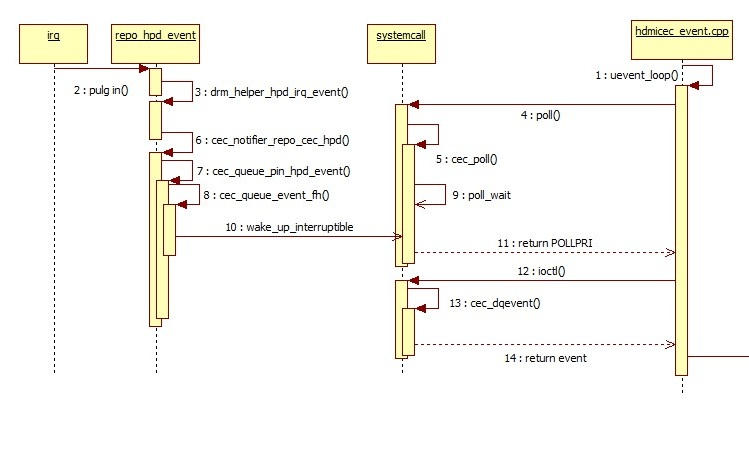 irq
repo_hpd_event
systemcall
hdmicec_event.cpp
1 : uevent_loop()
2 : pulg in()
3 : drm_helper_hpd_irq_event()
4 : poll()
5 : cec_poll()
6 : cec_notifier_repo_cec_hpd()
7 : cec_queue_pin_hpd_event()
8 : cec_queue_event_fh()
9 : poll_wait
10 : wake_up_interruptible
11 : return POLLPRI
12 : ioctl()
13 : cec_dqevent()
14 : return event